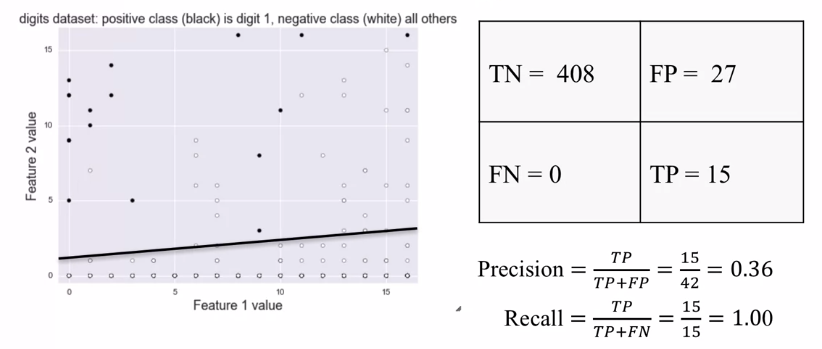 digits dataset: positive class (black) is digit 1, negative class (white) all others
15
10
5
0
Feature 2 value
0 5 10 15
Feature 1 value
TN = 408 FP = 27
FN = 0 TP = 15
Precision = TP/TP+FP = 15/42 = 0.36
Recall = TP/TP+FN = 15/15 = 1.00